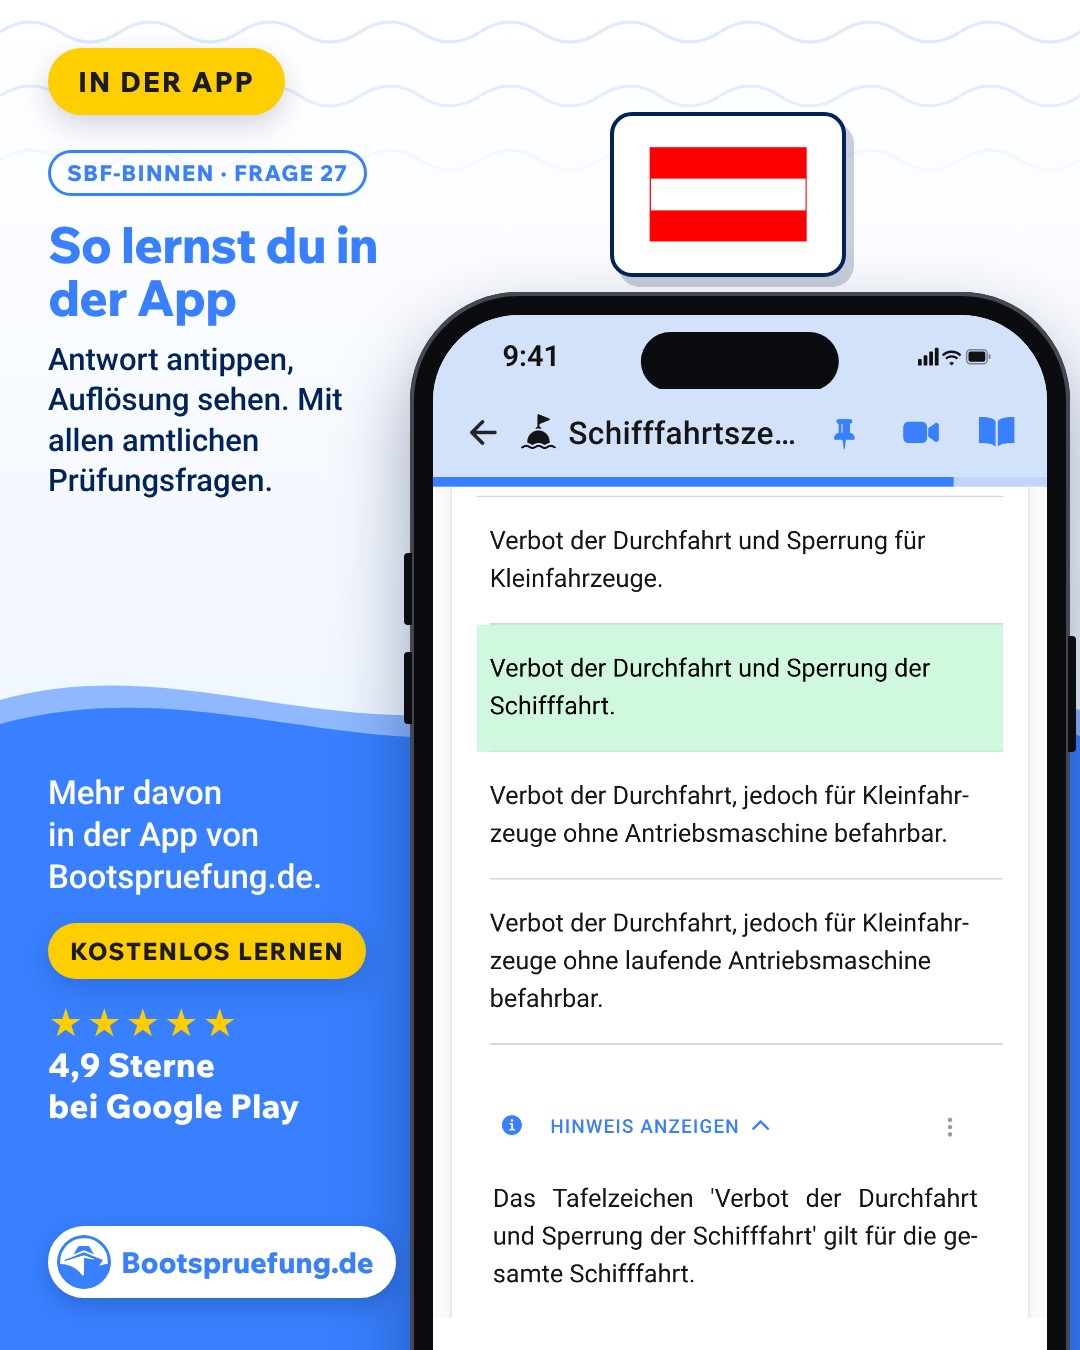 IN DER APP
SBF-BINNEN · FRAGE 27
So lernst du in
der App
Antwort antippen,
Auflösung sehen. Mit
allen amtlichen
Prüfungsfragen.
9:41
Schifffahrtsze...
Verbot der Durchfahrt und Sperrung für
Kleinfahrzeuge.
Verbot der Durchfahrt und Sperrung der
Schifffahrt.
Verbot der Durchfahrt, jedoch für Kleinfahr-
zeuge ohne Antriebsmaschine befahrbar.
Verbot der Durchfahrt, jedoch für Kleinfahr-
zeuge ohne laufende Antriebsmaschine
befahrbar.
HINWEIS ANZEIGEN
Das Tafelzeichen 'Verbot der Durchfahrt
und Sperrung der Schifffahrt' gilt für die ge-
samte Schifffahrt.
Mehr davon
in der App von
Bootspruefung.de.
KOSTENLOS LERNEN
★★★★★
4,9 Sterne
bei Google Play
Bootspruefung.de